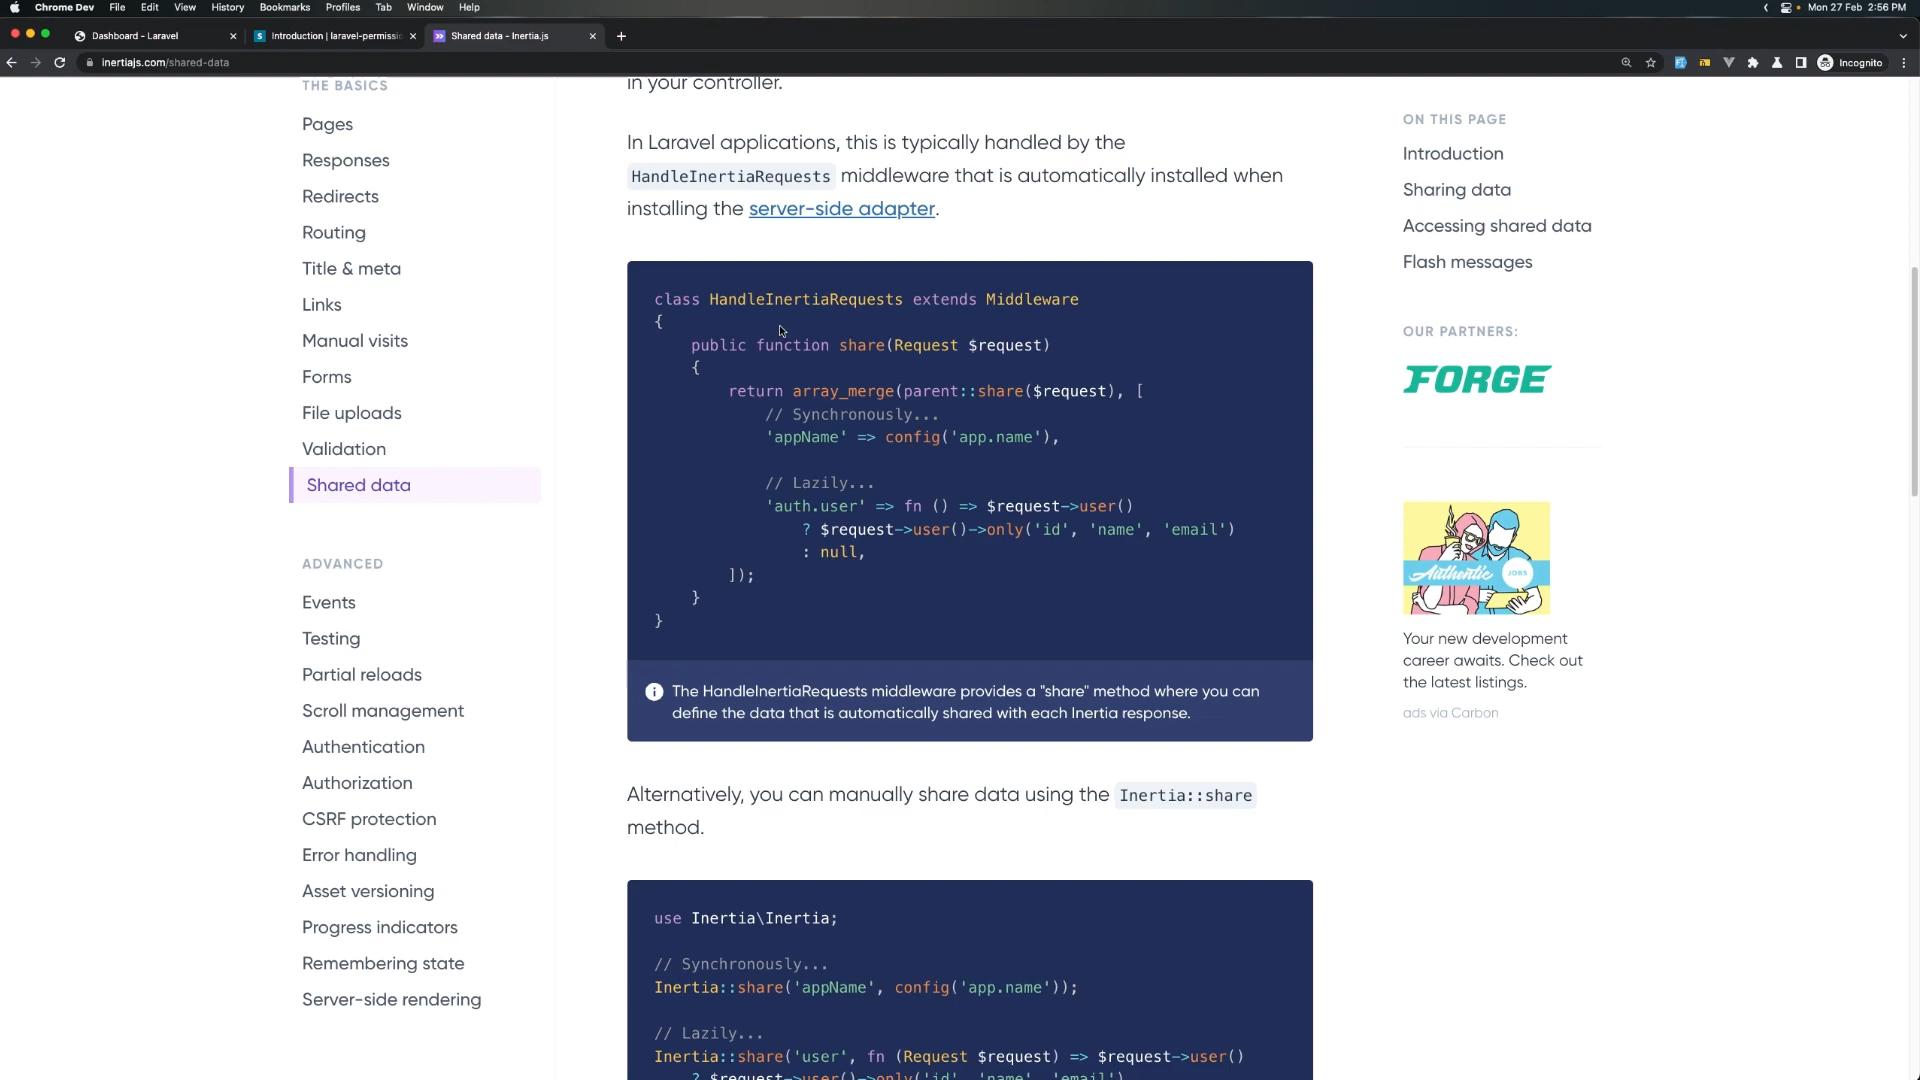 Chrome Dev File Edit View History Bookmarks Profiles Tab Window Help
Mon 27 Feb 2:56 PM
Dashboard - Laravel
Introduction | laravel-permissi
Shared data - Inertia.js
inertiajs.com/shared-data
Incognito
THE BASICS
Pages
Responses
Redirects
Routing
Title & meta
Links
Manual visits
Forms
File uploads
Validation
Shared data
ADVANCED
Events
Testing
Partial reloads
Scroll management
Authentication
Authorization
CSRF protection
Error handling
Asset versioning
Progress indicators
Remembering state
Server-side rendering
in your controller.
In Laravel applications, this is typically handled by the
HandleInertiaRequests middleware that is automatically installed when
installing the server-side adapter.
class HandleInertiaRequests extends Middleware
{
public function share(Request $request)
{
return array_merge(parent::share($request), [
// Synchronously...
'appName' => config('app.name'),
// Lazily...
'auth.user' => fn () => $request->user()
? $request->user()->only('id', 'name', 'email')
: null,
]);
}
}
The HandleInertiaRequests middleware provides a "share" method where you can
define the data that is automatically shared with each Inertia response.
Alternatively, you can manually share data using the Inertia::share
method.
use Inertia\Inertia;
// Synchronously...
Inertia::share('appName', config('app.name'));
// Lazily...
Inertia::share('user', fn (Request $request) => $request->user()
? $request->user()->only('id', 'name', 'email')
ON THIS PAGE
Introduction
Sharing data
Accessing shared data
Flash messages
OUR PARTNERS:
FORGE
Authentic
JOBS
Your new development
career awaits. Check out
the latest listings.
ads via Carbon